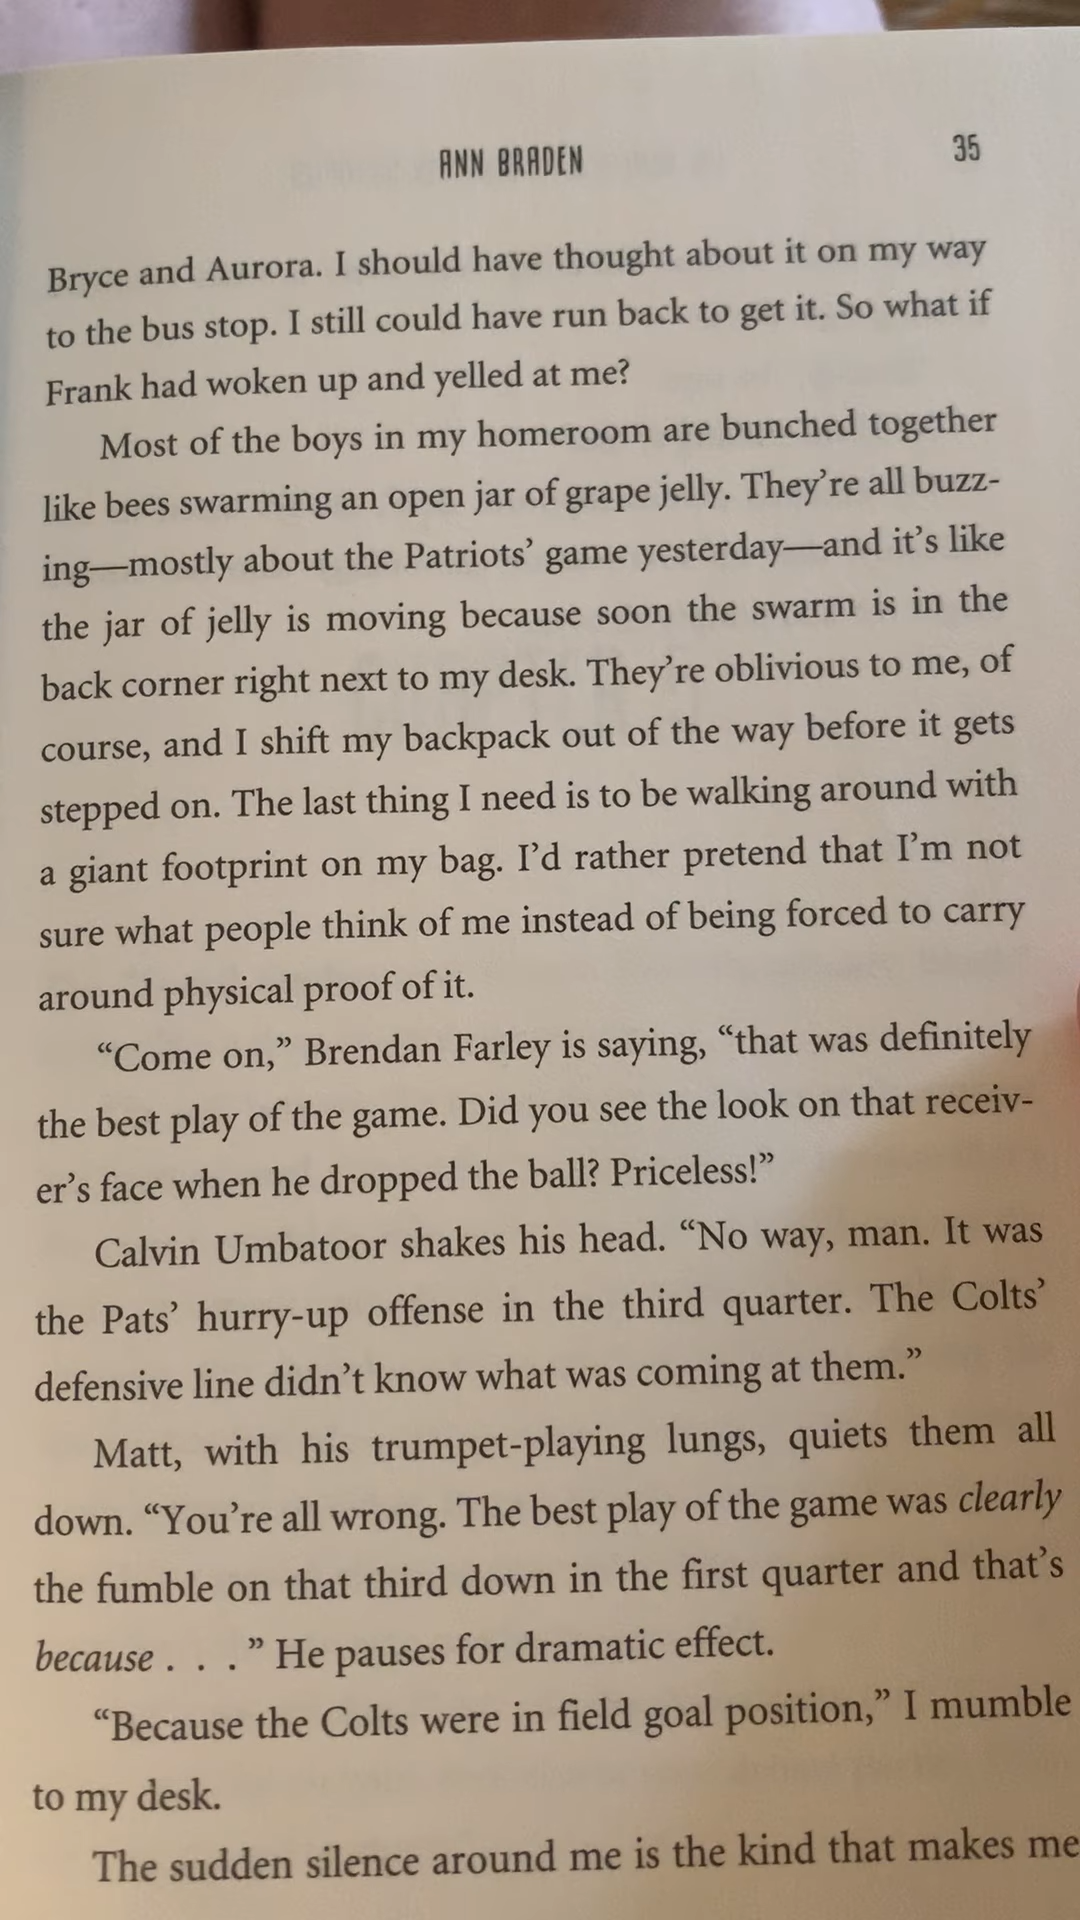 ANN BRADEN 35
Bryce and Aurora. I should have thought about it on my way
to the bus stop. I still could have run back to get it. So what if
Frank had woken up and yelled at me?
Most of the boys in my homeroom are bunched together
like bees swarming an open jar of grape jelly. They’re all buzz-
ing—mostly about the Patriots’ game yesterday—and it’s like
the jar of jelly is moving because soon the swarm is in the
back corner right next to my desk. They’re oblivious to me, of
course, and I shift my backpack out of the way before it gets
stepped on. The last thing I need is to be walking around with
a giant footprint on my bag. I’d rather pretend that I’m not
sure what people think of me instead of being forced to carry
around physical proof of it.
“Come on,” Brendan Farley is saying, “that was definitely
the best play of the game. Did you see the look on that receiv-
er’s face when he dropped the ball? Priceless!”
Calvin Umbatoor shakes his head. “No way, man. It was
the Pats’ hurry-up offense in the third quarter. The Colts’
defensive line didn’t know what was coming at them.”
Matt, with his trumpet-playing lungs, quiets them all
down. “You’re all wrong. The best play of the game was clearly
the fumble on that third down in the first quarter and that’s
because . . . ” He pauses for dramatic effect.
“Because the Colts were in field goal position,” I mumble
to my desk.
The sudden silence around me is the kind that makes me